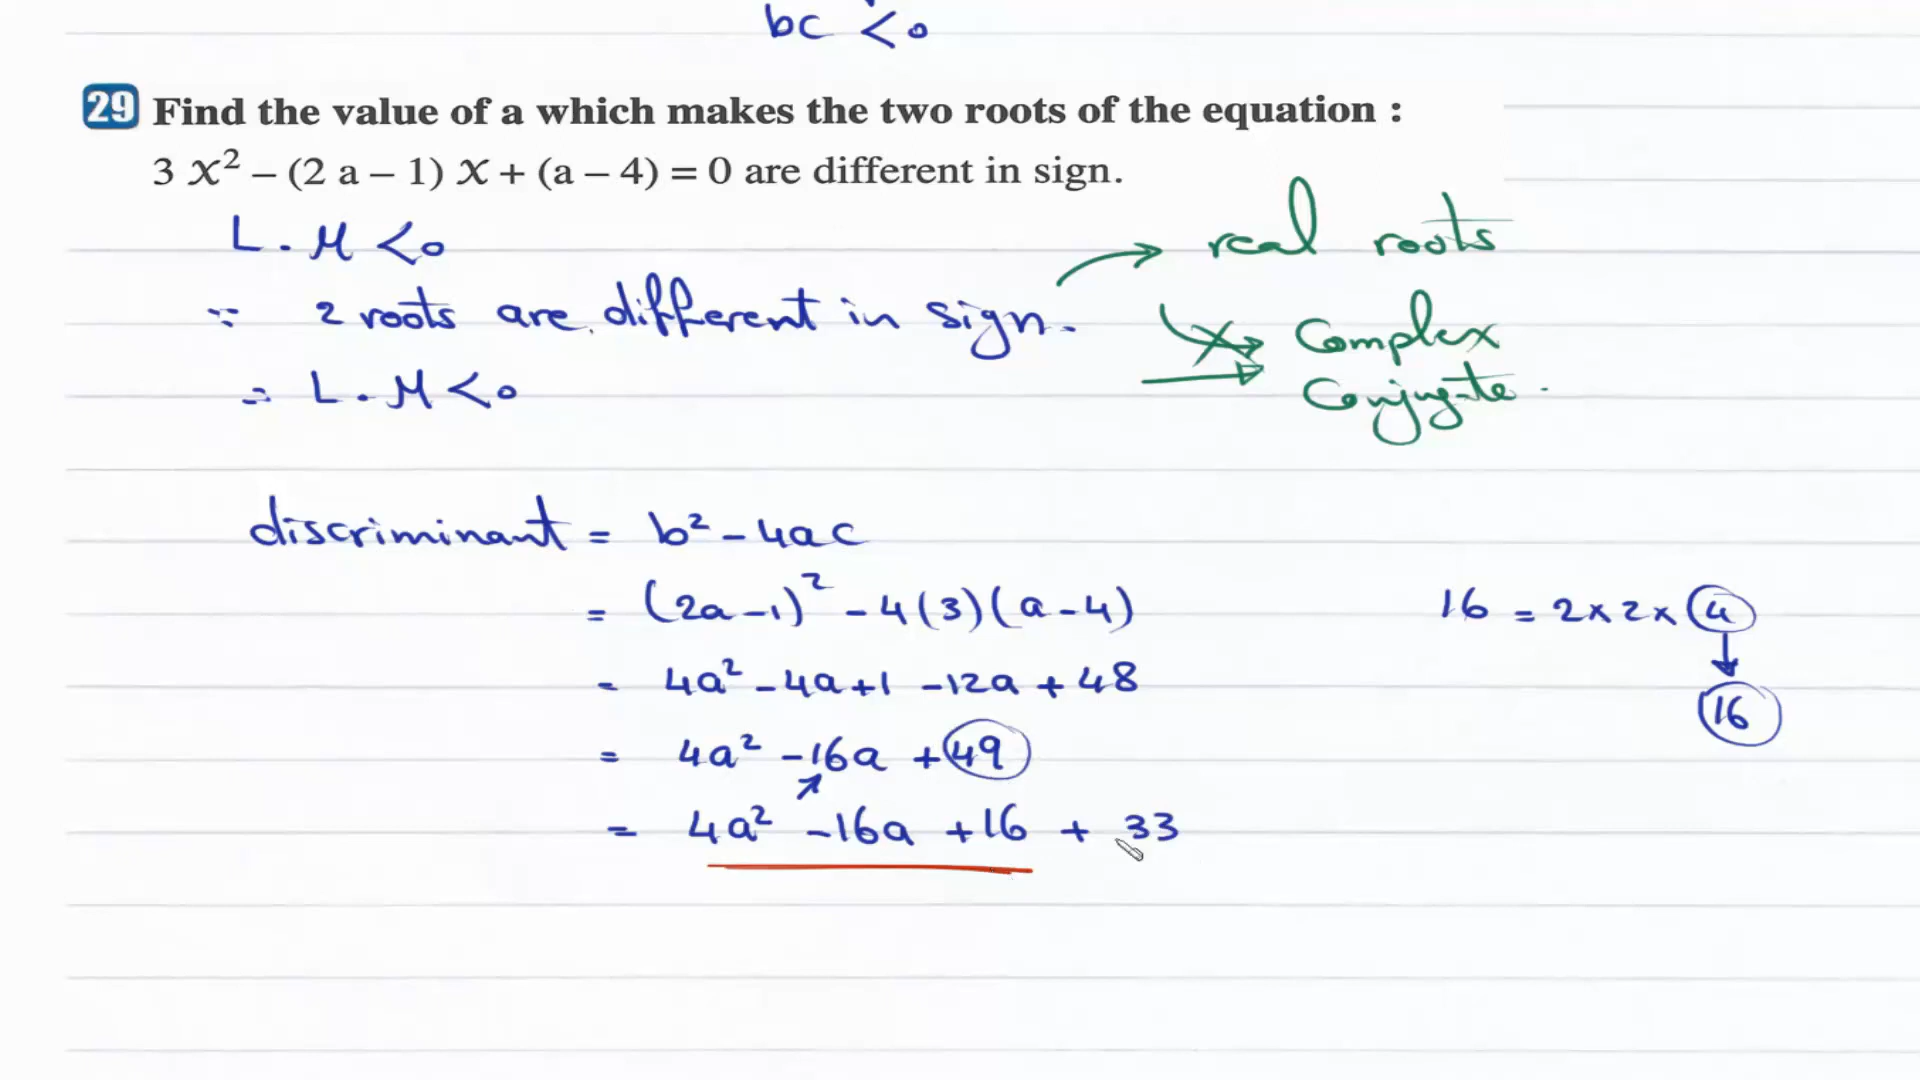 bc < 0
29 Find the value of a which makes the two roots of the equation :
3 x² – (2 a – 1) x + (a – 4) = 0 are different in sign.
L . M < 0
real roots
∵ 2 roots are different in sign.
Complex
Conjugate.
∴ L . M < 0
discriminant = b² - 4ac
= (2a - 1)² - 4 (3) (a - 4)
16 = 2 x 2 x 4
= 4a² - 4a + 1 - 12a + 48
16
= 4a² - 16a + 49
= 4a² - 16a + 16 + 33